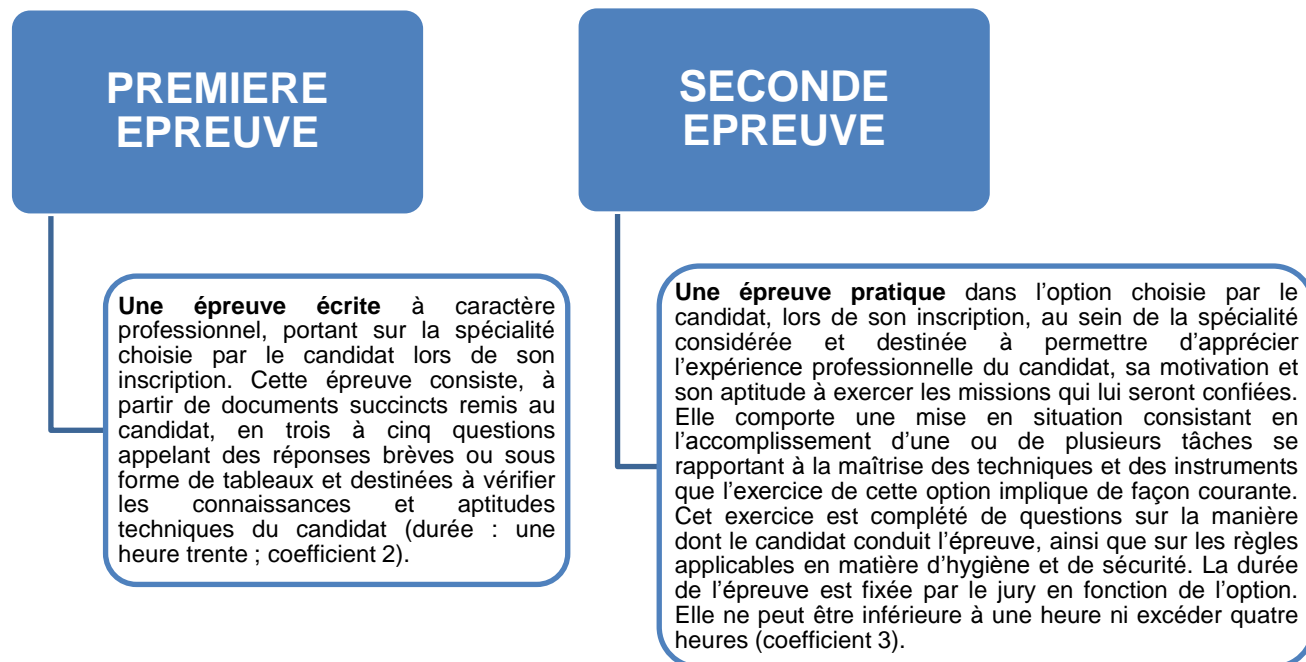 PREMIERE
EPREUVE
Une épreuve écrite à caractère
professionnel, portant sur la spécialité
choisie par le candidat lors de son
inscription. Cette épreuve consiste, à
partir de documents succincts remis au
candidat, en trois à cinq questions
appelant des réponses brèves ou sous
forme de tableaux et destinées à vérifier
les connaissances et aptitudes
techniques du candidat (durée : une
heure trente ; coefficient 2).
SECONDE
EPREUVE
Une épreuve pratique dans l'option choisie par le
candidat, lors de son inscription, au sein de la spécialité
considérée et destinée à permettre d'apprécier
l'expérience professionnelle du candidat, sa motivation et
son aptitude à exercer les missions qui lui seront confiées.
Elle comporte une mise en situation consistant en
l'accomplissement d'une ou de plusieurs tâches se
rapportant à la maîtrise des techniques et des instruments
que l'exercice de cette option implique de façon courante.
Cet exercice est complété de questions sur la manière
dont le candidat conduit l'épreuve, ainsi que sur les règles
applicables en matière d'hygiène et de sécurité. La durée
de l'épreuve est fixée par le jury en fonction de l'option.
Elle ne peut être inférieure à une heure ni excéder quatre
heures (coefficient 3).